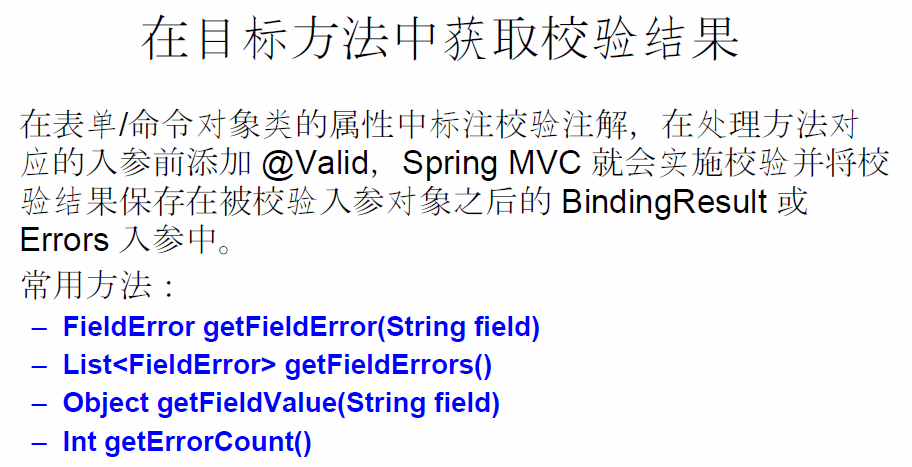 在目标方法中获取校验结果
在表单/命令对象类的属性中标注校验注解，在处理方法对
应的入参前添加 @Valid，Spring MVC 就会实施校验并将校
验结果保存在被校验入参对象之后的 BindingResult 或
Errors 入参中。
常用方法：
– FieldError getFieldError(String field)
– List<FieldError> getFieldErrors()
– Object getFieldValue(String field)
– Int getErrorCount()